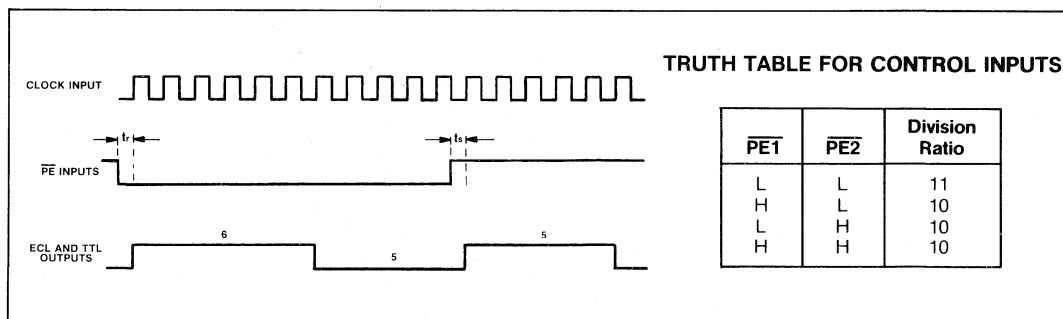 TRUTH TABLE FOR CONTROL INPUTS
CLOCK INPUT
tr
ts
PE INPUTS
6
5
5
ECL AND TTL
OUTPUTS
PE1 PE2 Division
Ratio
L L 11
H L 10
L H 10
H H 10